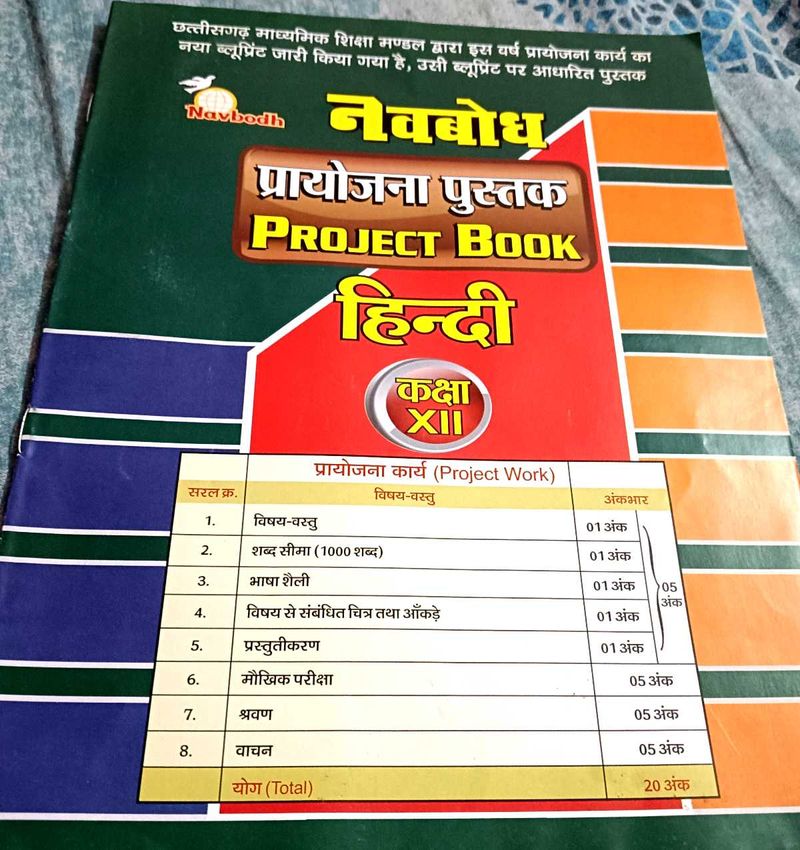 छत्तीसगढ़ माध्यमिक शिक्षा मण्डल द्वारा इस वर्ष प्रायोजना कार्य का
नया ब्लूप्रिंट जारी किया गया है, उसी ब्लूप्रिंट पर आधारित पुस्तक
Navbodh
नवबोध
प्रायोजना पुस्तक
PROJECT BOOK
हिन्दी
कक्षा
XII
प्रायोजना कार्य (Project Work)
सरल क्र. विषय-वस्तु अंकभार
1. विषय-वस्तु 01 अंक
2. शब्द सीमा (1000 शब्द) 01 अंक
3. भाषा शैली 01 अंक
05
अंक
4. विषय से संबंधित चित्र तथा आँकड़े 01 अंक
5. प्रस्तुतीकरण 01 अंक
6. मौखिक परीक्षा 05 अंक
7. श्रवण 05 अंक
8. वाचन 05 अंक
योग (Total) 20 अंक